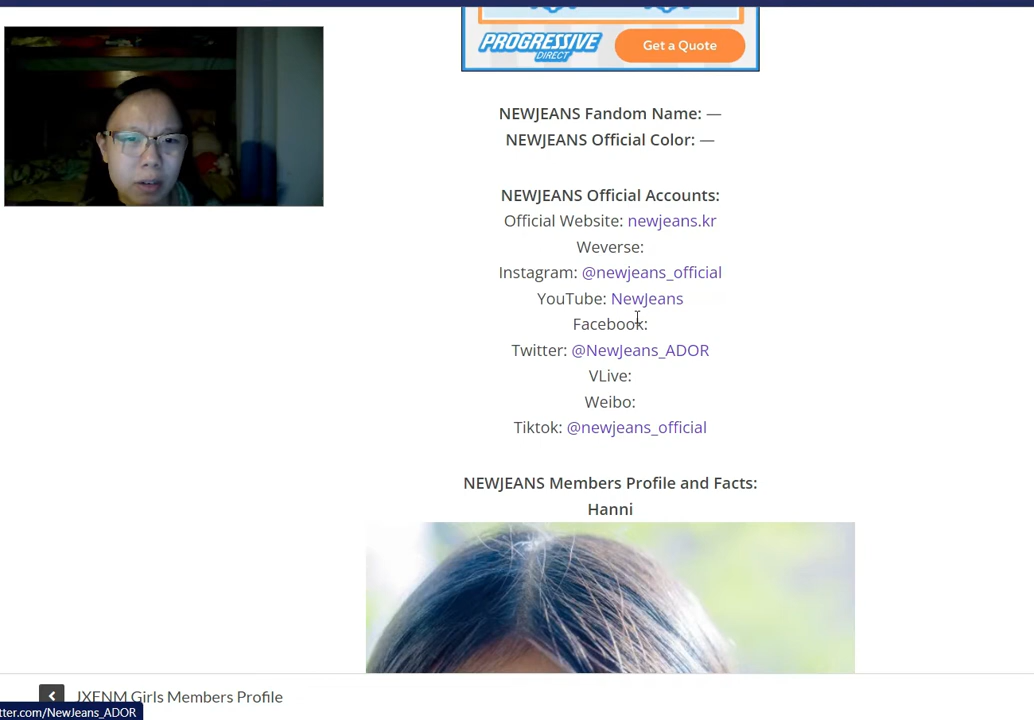 PROGRESSIVE
DIRECT
Get a Quote
NEWJEANS Fandom Name: —
NEWJEANS Official Color: —
NEWJEANS Official Accounts:
Official Website: newjeans.kr
Weverse:
Instagram: @newjeans_official
YouTube: NewJeans
Facebook:
Twitter: @NewJeans_ADOR
VLive:
Weibo:
Tiktok: @newjeans_official
NEWJEANS Members Profile and Facts:
Hanni
JXENM Girls Members Profile
tter.com/NewJeans_ADOR